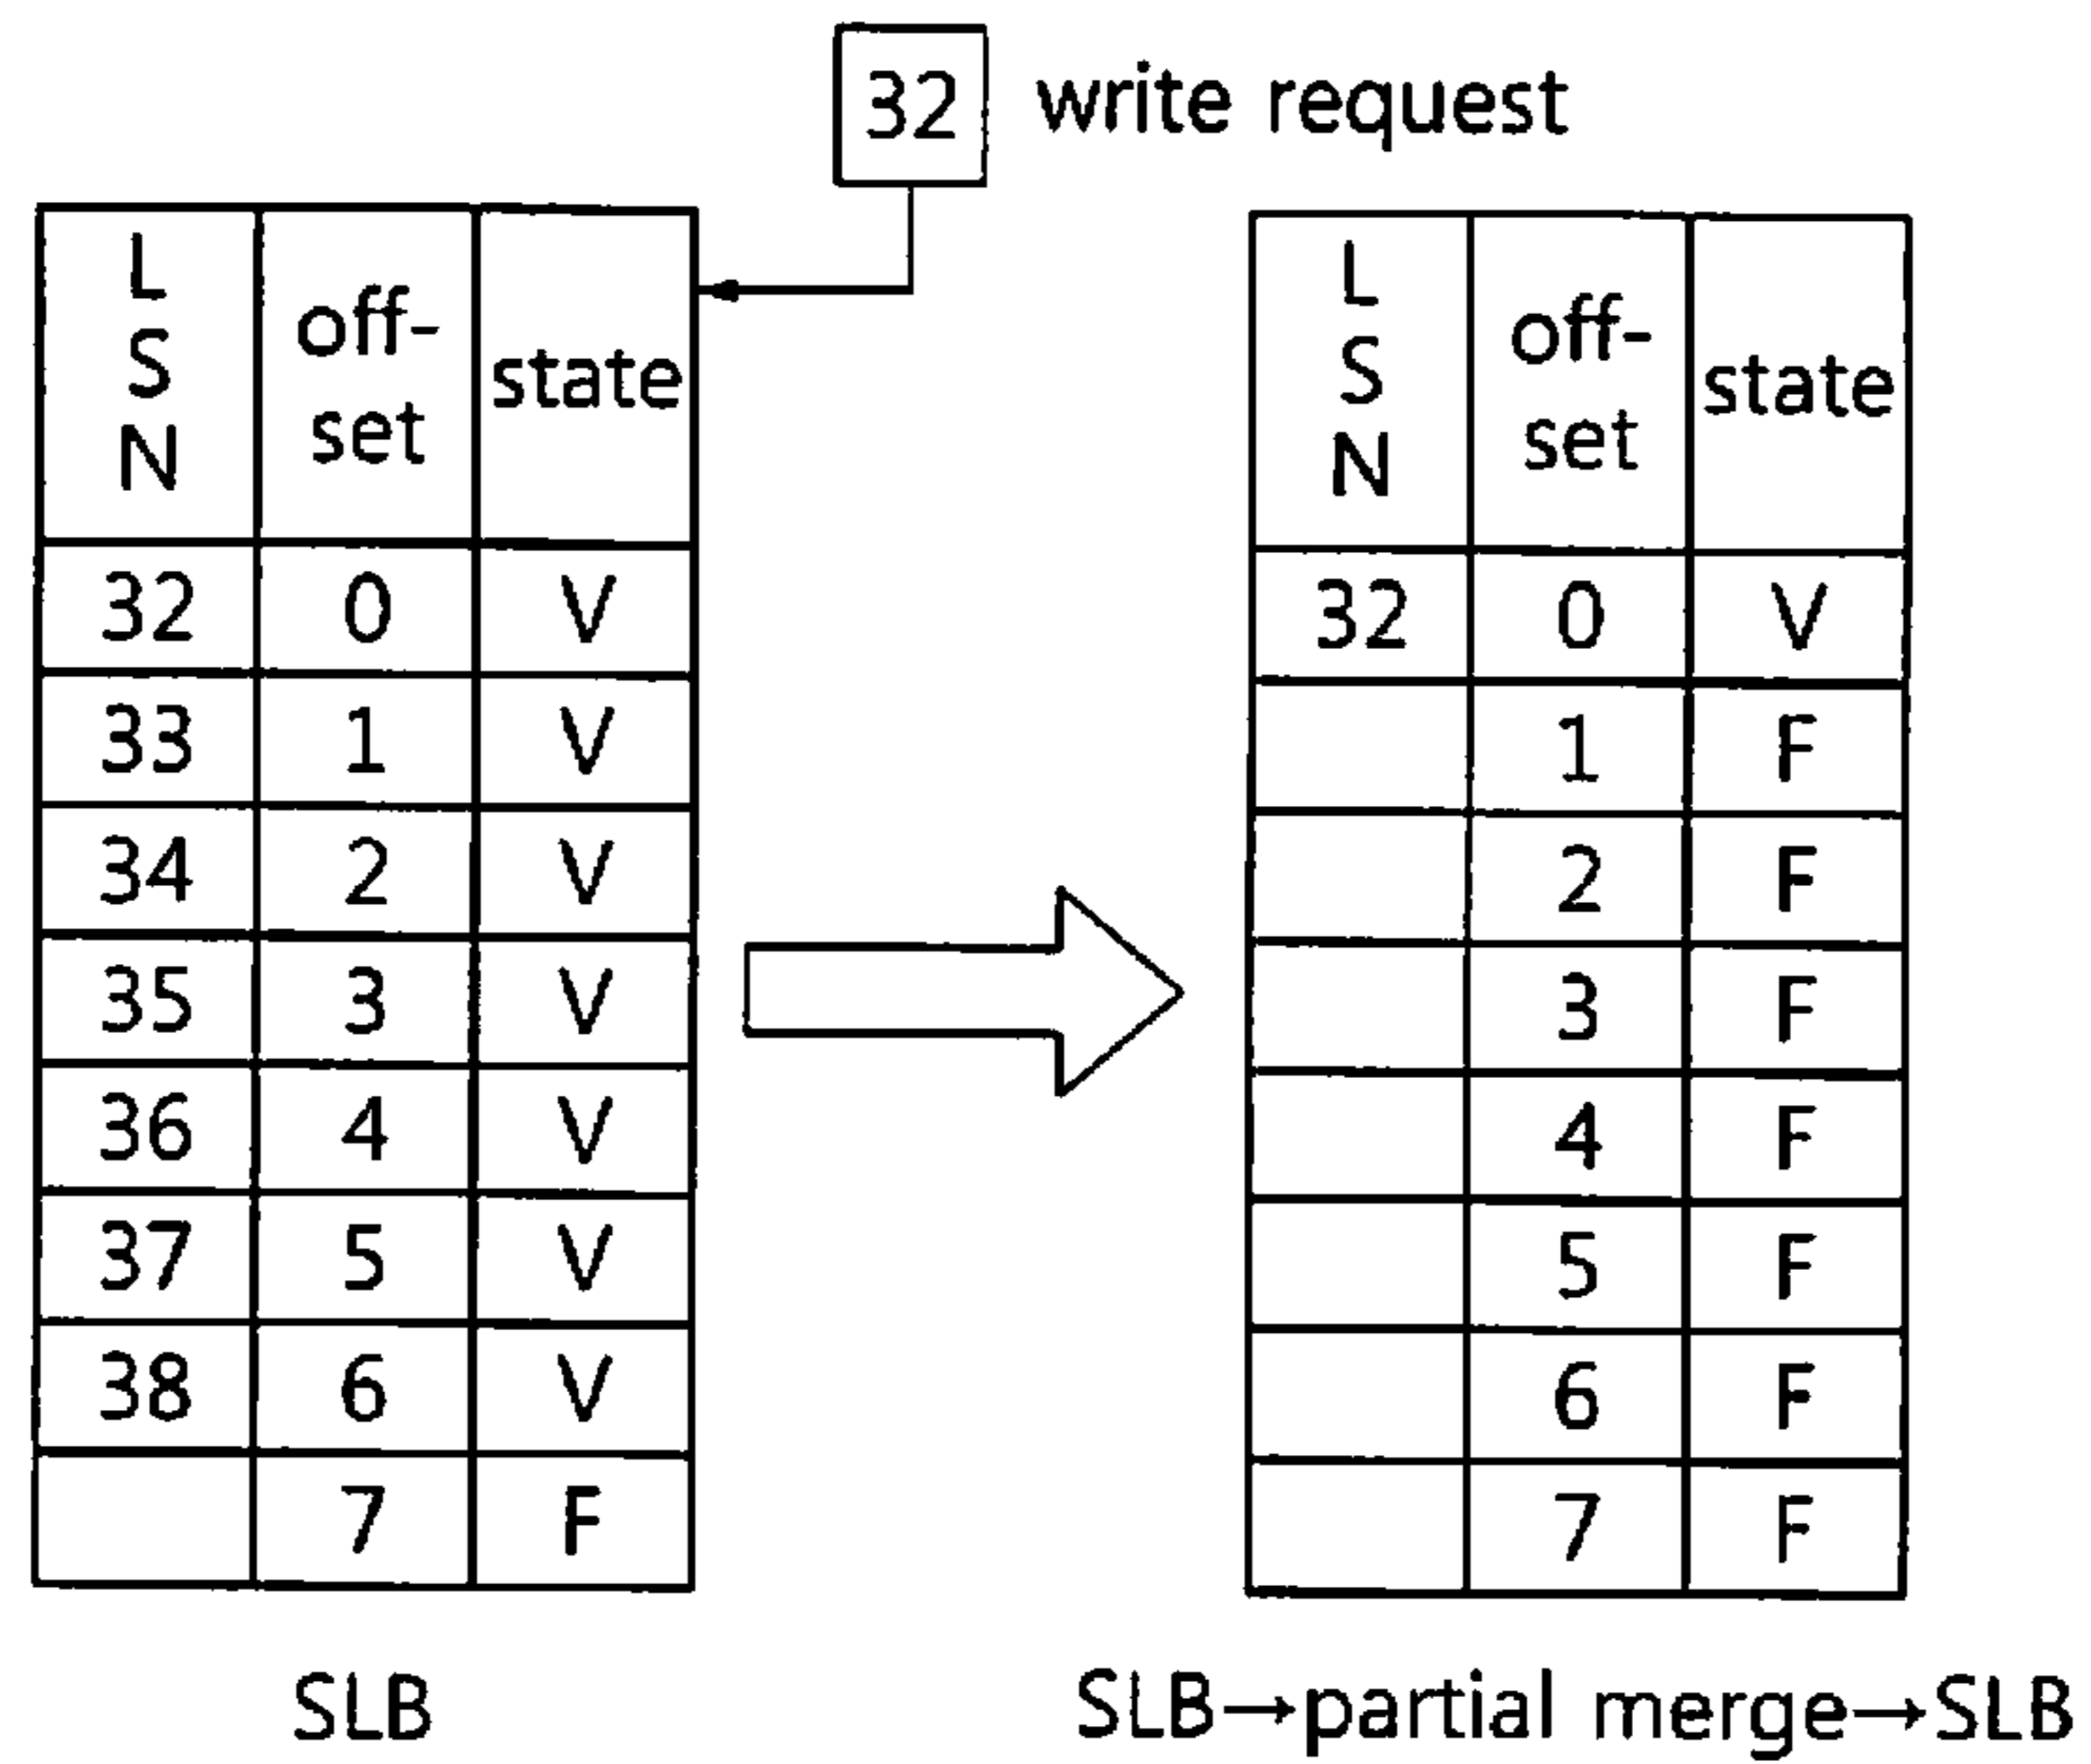 32 write request
LSN off-set state
32 0 V
33 1 V
34 2 V
35 3 V
36 4 V
37 5 V
38 6 V
7 F
SLB
LSN off-set state
32 0 V
1 F
2 F
3 F
4 F
5 F
6 F
7 F
SLB→partial merge→SLB